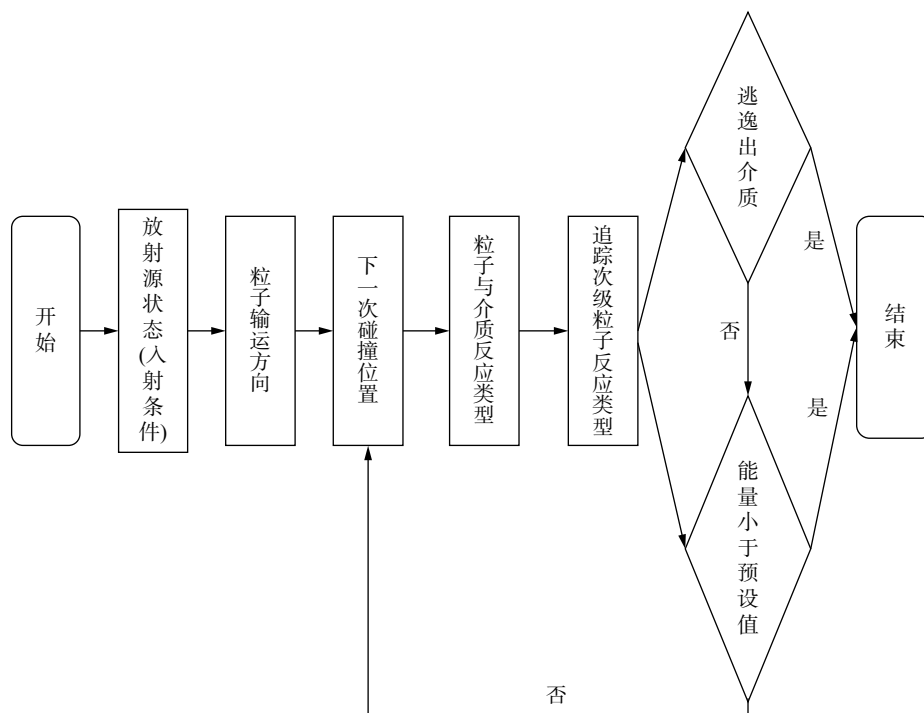 开始
放射源状态(入射条件)
粒子输运方向
下一次碰撞位置
粒子与介质反应类型
追踪次级粒子反应类型
逃逸出介质
是
否
能量小于预设值
是
否
结束